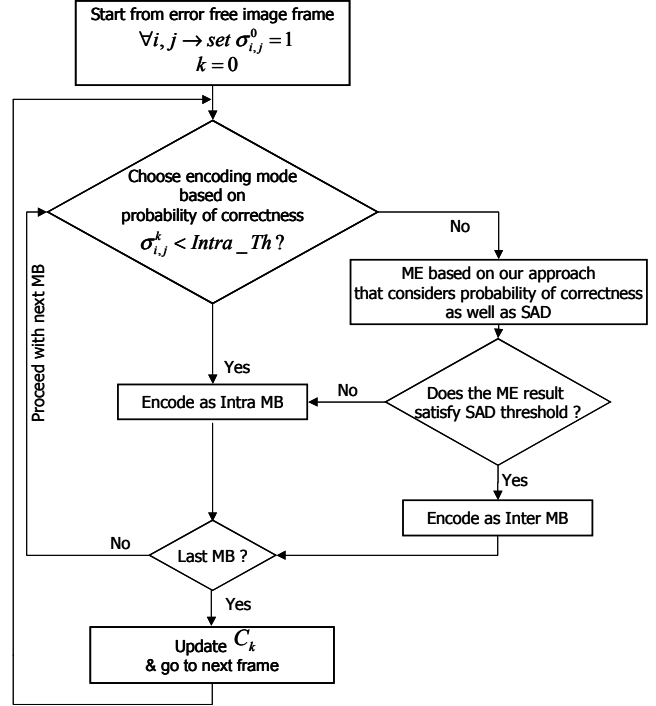 Start from error free image frame
∀i, j → set σ⁰ᵢ,ⱼ = 1
k = 0
Choose encoding mode
based on
probability of correctness
σᵏᵢ,ⱼ < Intra _ Th ?
No
ME based on our approach
that considers probability of correctness
as well as SAD
Proceed with next MB
Yes
Encode as Intra MB
No
Does the ME result
satisfy SAD threshold ?
Yes
Encode as Inter MB
No
Last MB ?
Yes
Update Cₖ
& go to next frame